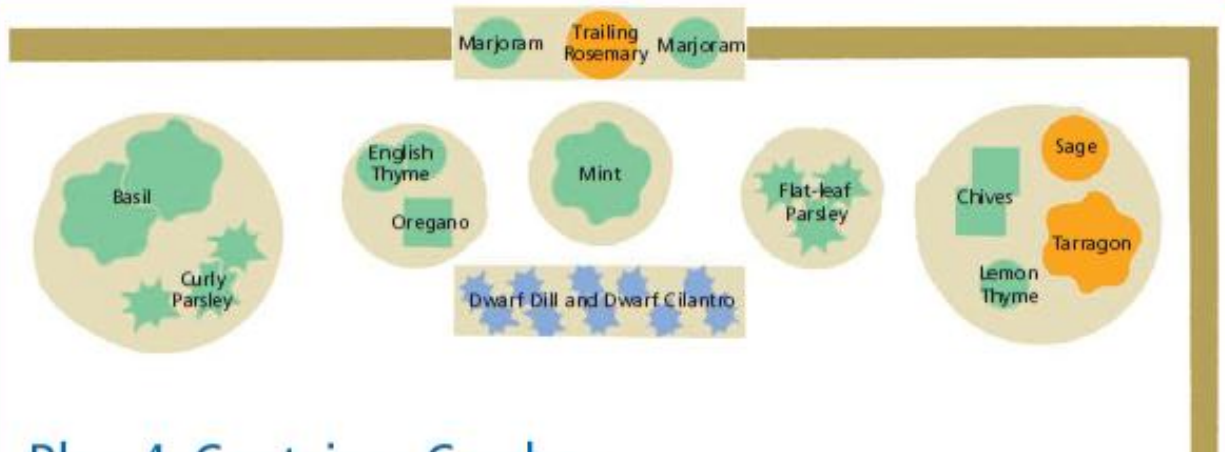 Marjoram
Trailing
Rosemary
Marjoram
Basil
Curly
Parsley
English
Thyme
Oregano
Mint
Flat-leaf
Parsley
Dwarf Dill and Dwarf Cilantro
Chives
Sage
Tarragon
Lemon
Thyme